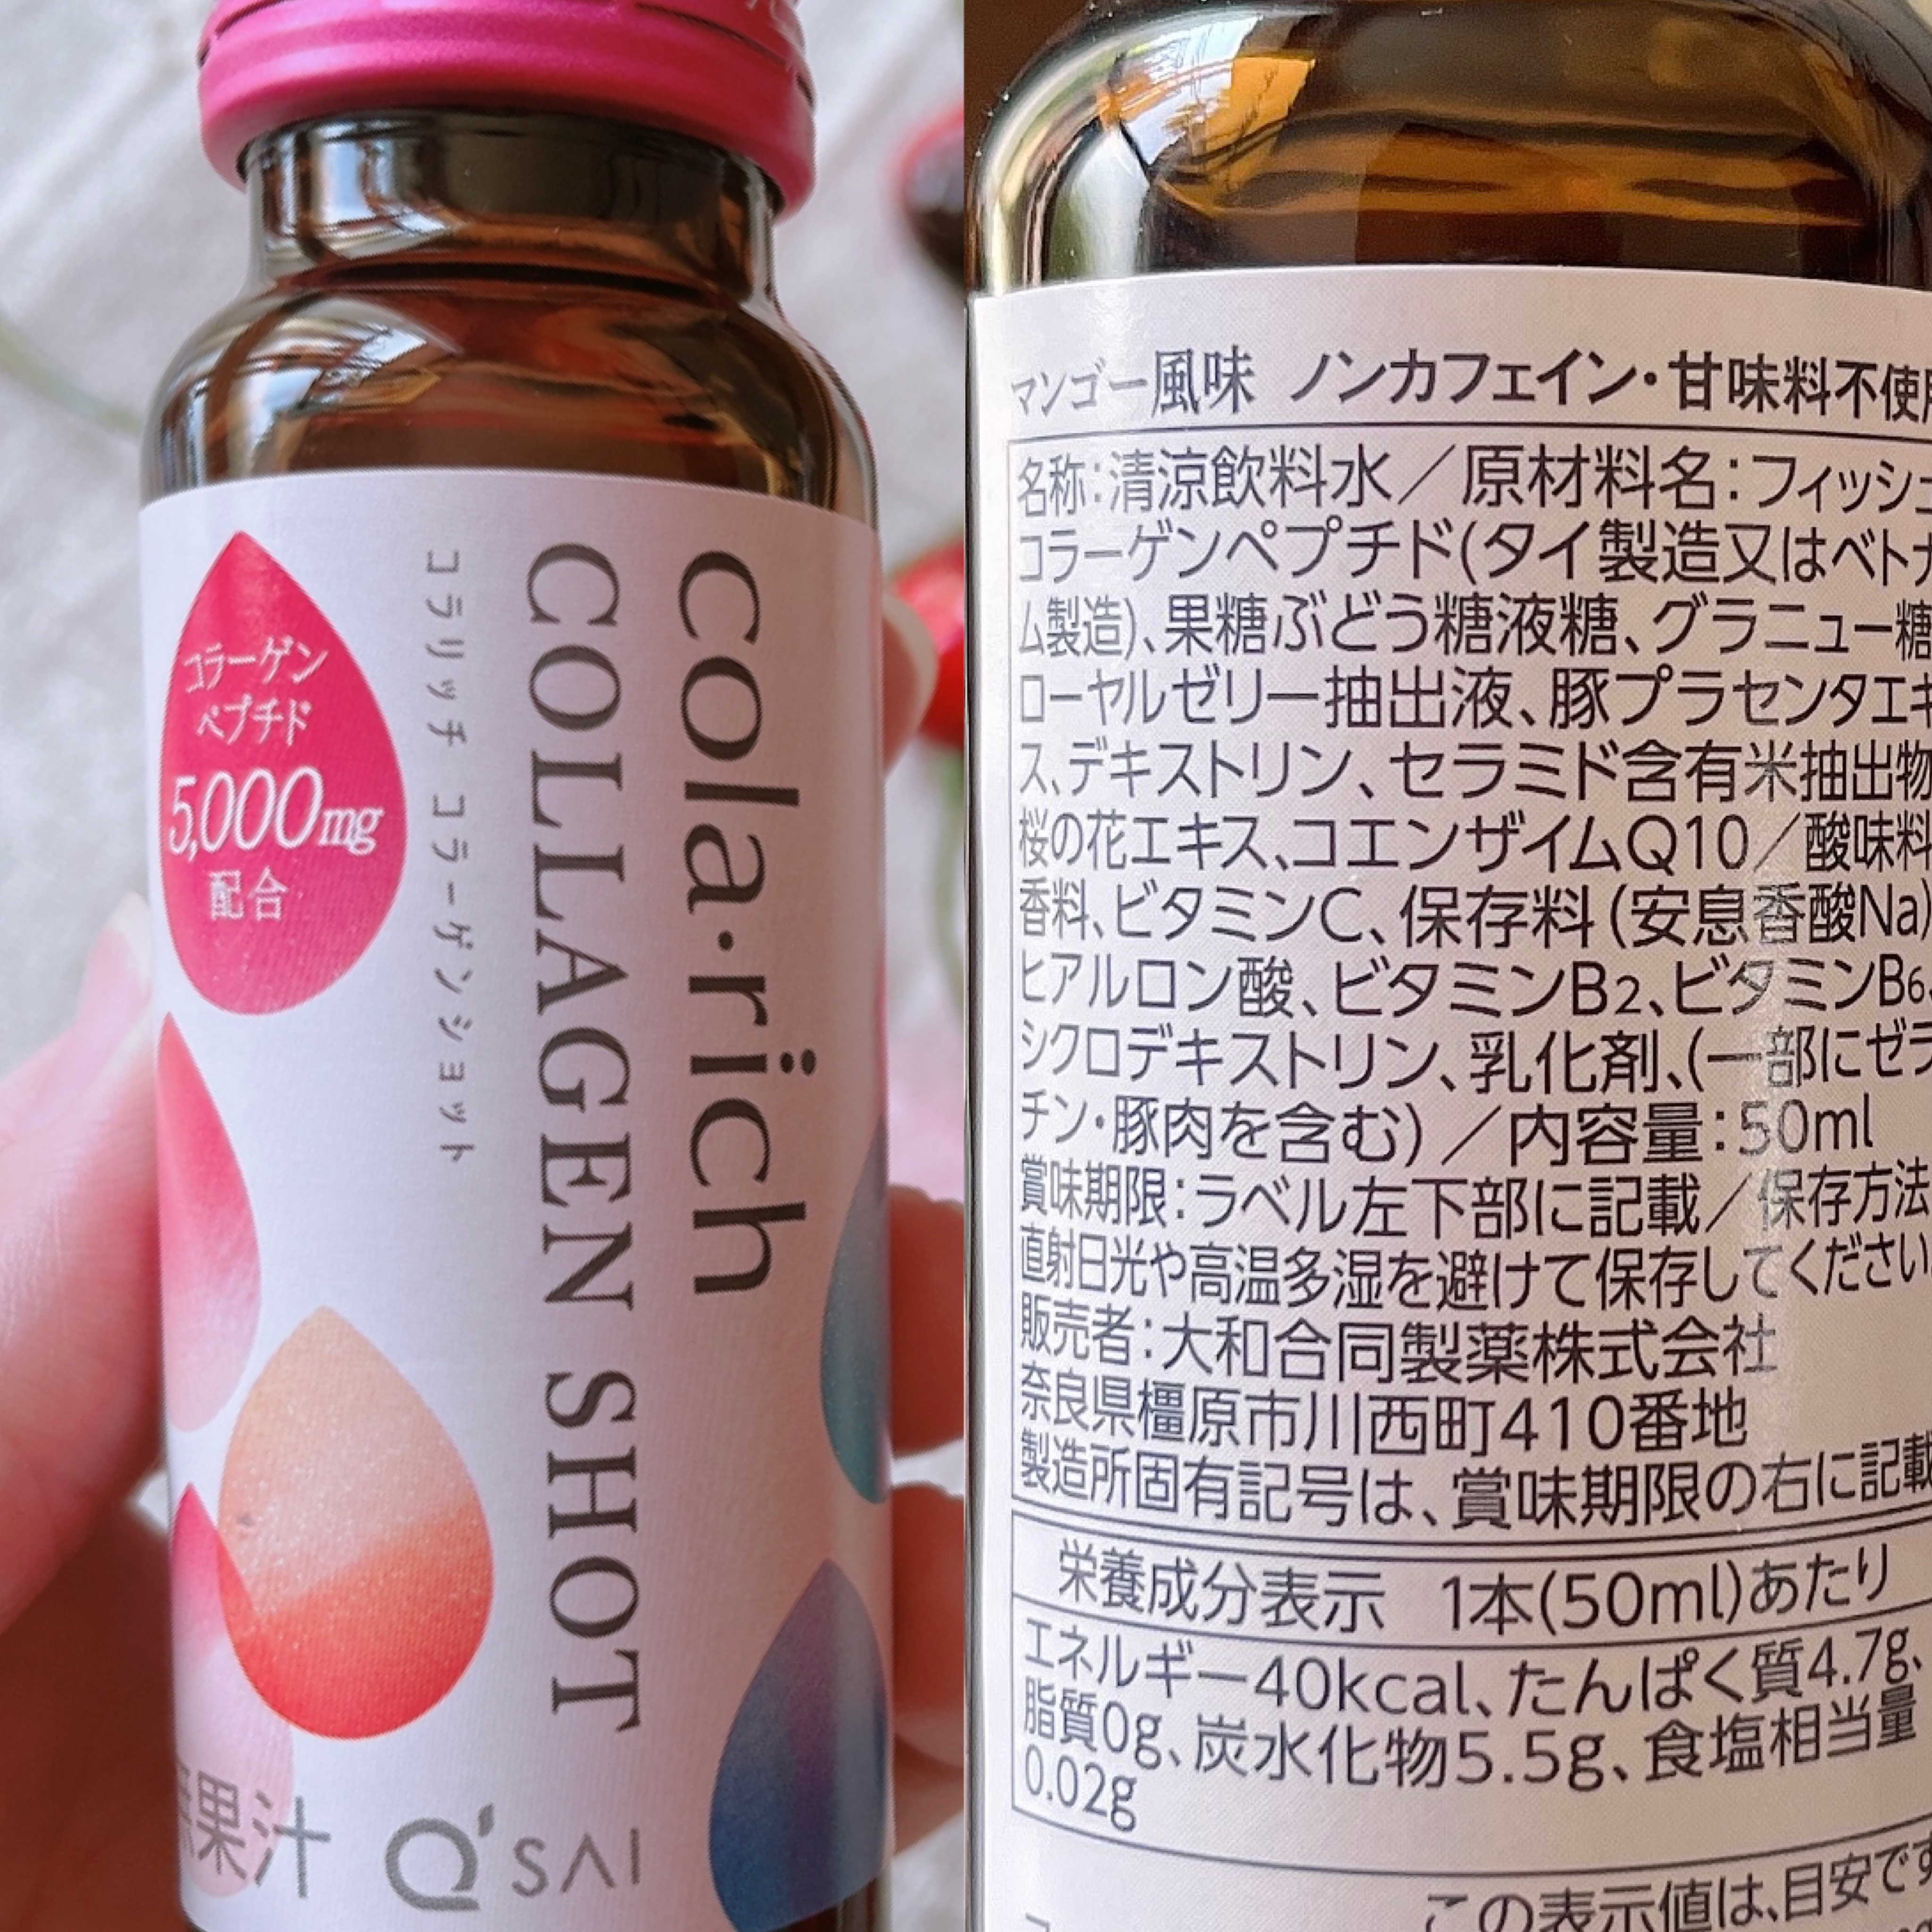 cola·rich
COLLAGEN SHOT
コラリッチ コラーゲンショット
コラーゲン
ペプチド
5,000mg
配合
果汁
Q'SAI
マンゴー風味 ノンカフェイン・甘味料不使用
名称:清涼飲料水/原材料名:フィッシュ
コラーゲンペプチド(タイ製造又はベトナ
ム製造)、果糖ぶどう糖液糖、グラニュー糖
ローヤルゼリー抽出液、豚プラセンタエキ
ス、デキストリン、セラミド含有米抽出物
桜の花エキス、コエンザイムQ10/酸味料
香料、ビタミンC、保存料(安息香酸Na)
ヒアルロン酸、ビタミンB2、ビタミンB6、
シクロデキストリン、乳化剤、(一部にゼラ
チン・豚肉を含む)/内容量:50ml
賞味期限:ラベル左下部に記載/保存方法
直射日光や高温多湿を避けて保存してください。
販売者:大和合同製薬株式会社
奈良県橿原市川西町410番地
製造所固有記号は、賞味期限の右に記載
栄養成分表示 1本(50ml)あたり
エネルギー40kcal、たんぱく質4.7g、
脂質0g、炭水化物5.5g、食塩相当量
0.02g
この表示値は、目安です